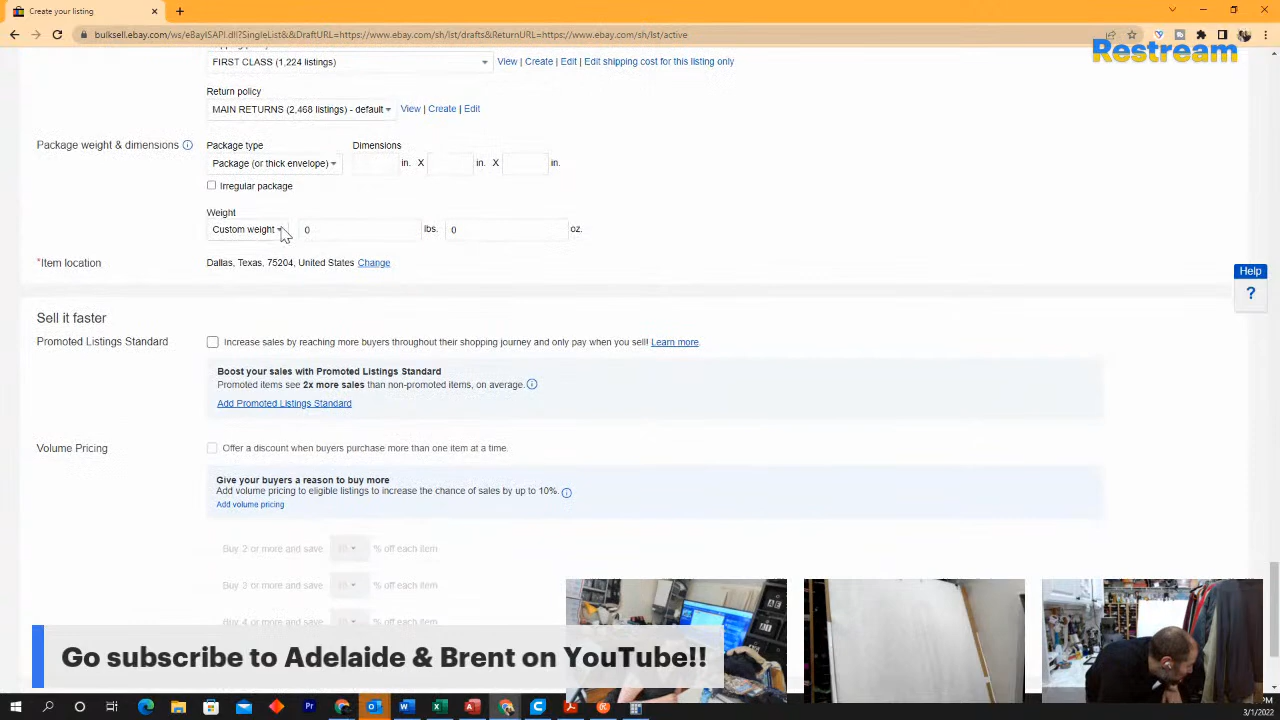 Create your listing
bulksell.ebay.com/ws/eBayISAPI.dll?SingleList&&DraftURL=https://www.ebay.com/sh/lst/drafts&ReturnURL=https://www.ebay.com/sh/lst/active
Restream
FIRST CLASS (1,224 listings) View | Create | Edit | Edit shipping cost for this listing only
Return policy
MAIN RETURNS (2,468 listings) - default View | Create | Edit
Package weight & dimensions Package type Dimensions
Package (or thick envelope) in. X in. X in.
Irregular package
Weight
Custom weight 0 lbs. 0 oz.
*Item location Dallas, Texas, 75204, United States Change
Help
?
Sell it faster
Promoted Listings Standard Increase sales by reaching more buyers throughout their shopping journey and only pay when you sell! Learn more
Boost your sales with Promoted Listings Standard
Promoted items see 2x more sales than non-promoted items, on average.
Add Promoted Listings Standard
Volume Pricing Offer a discount when buyers purchase more than one item at a time.
Give your buyers a reason to buy more
Add volume pricing to eligible listings to increase the chance of sales by up to 10%.
Add volume pricing
Buy 2 or more and save % off each item
Buy 3 or more and save % off each item
Buy 4 or more and save % off each item
Go subscribe to Adelaide & Brent on YouTube!!
3/1/2022